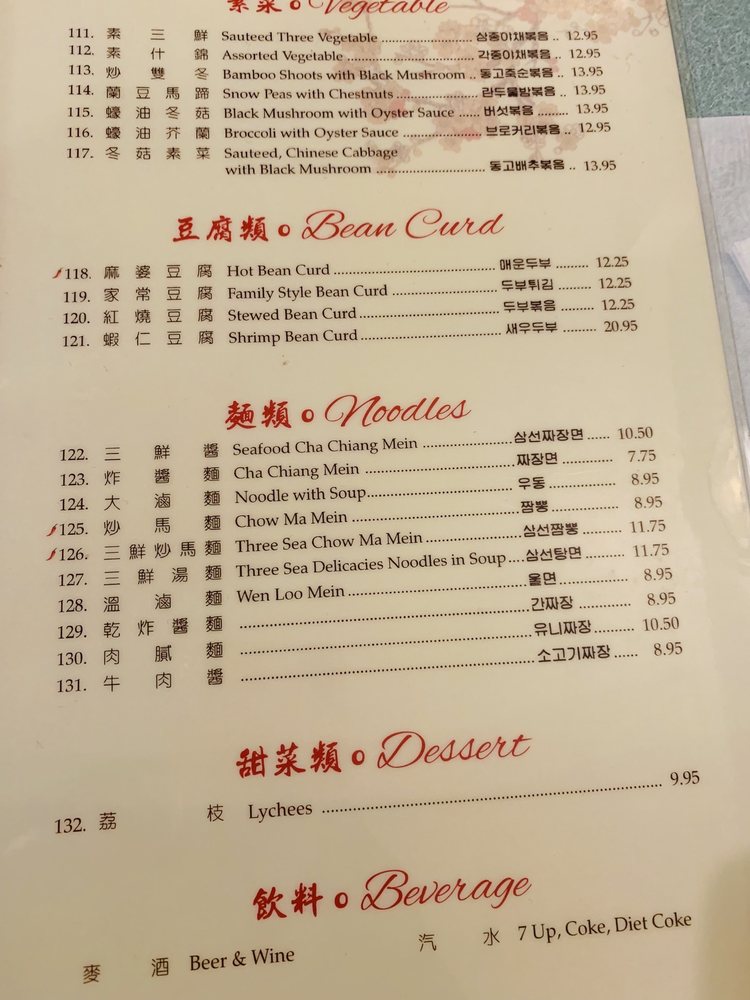 素菜 Vegetable
111. 素三鮮 Sauteed Three Vegetable ........ 삼종야채볶음 .. 12.95
112. 素什錦 Assorted Vegetable ........ 각종야채볶음 ... 12.95
113. 炒雙冬 Bamboo Shoots with Black Mushroom .. 동고죽순볶음 .. 13.95
114. 蘭豆馬蹄 Snow Peas with Chestnuts ........ 란두물밤볶음 .. 13.95
115. 蠔油冬菇 Black Mushroom with Oyster Sauce ...... 버섯볶음 ......... 13.95
116. 蠔油芥蘭 Broccoli with Oyster Sauce ........ 브로커리볶음 .. 12.95
117. 冬菇素菜 Sauteed, Chinese Cabbage
with Black Mushroom ........ 동고배추볶음 .. 13.95
豆腐類 Bean Curd
118. 麻婆豆腐 Hot Bean Curd ........ 매운두부 ......... 12.25
119. 家常豆腐 Family Style Bean Curd ........ 두부튀김 ......... 12.25
120. 紅燒豆腐 Stewed Bean Curd ........ 두부볶음 ......... 12.25
121. 蝦仁豆腐 Shrimp Bean Curd ........ 새우두부 ......... 20.95
麵類 Noodles
122. 三鮮醬 Seafood Cha Chiang Mein ........ 삼선짜장면 ...... 10.50
123. 炸醬麵 Cha Chiang Mein ........ 짜장면 ............. 7.75
124. 大滷麵 Noodle with Soup ........ 우동 ............. 8.95
125. 炒馬麵 Chow Ma Mein ........ 짬뽕 ............. 8.95
126. 三鮮炒馬麵 Three Sea Chow Ma Mein ........ 삼선짬뽕 ......... 11.75
127. 三鮮湯麵 Three Sea Delicacies Noodles in Soup .... 삼선탕면 ......... 11.75
128. 溫滷麵 Wen Loo Mein ........ 울면 ............. 8.95
129. 乾炸醬麵 ........ 간짜장 ............. 8.95
130. 肉膩麵 ........ 유니짜장 ......... 10.50
131. 牛肉醬 ........ 소고기짜장 ...... 8.95
甜菜類 Dessert
132. 荔枝 Lychees ........ 9.95
飲料 Beverage
麥酒 Beer & Wine 汽水 7 Up, Coke, Diet Coke